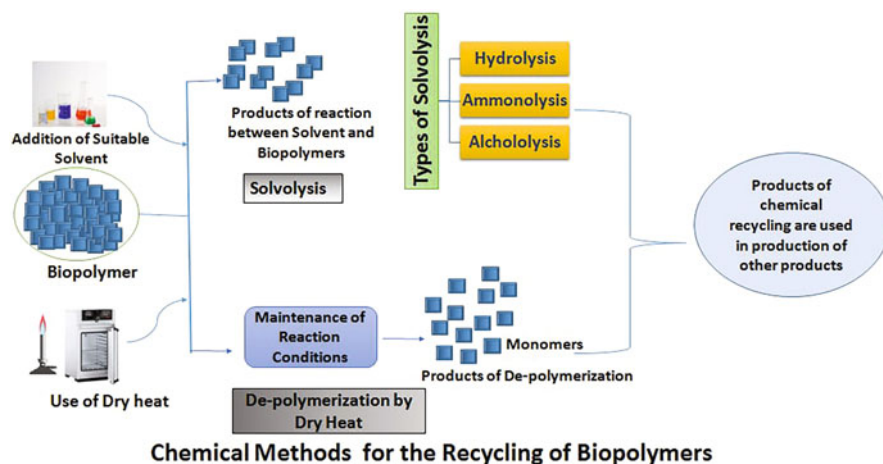 Addition of Suitable
Solvent
Biopolymer
Use of Dry heat
Products of reaction
between Solvent and
Biopolymers
Solvolysis
Maintenance of
Reaction
Conditions
De-polymerization by
Dry Heat
Monomers
Products of De-polymerization
Types of Solvolysis
Hydrolysis
Ammonolysis
Alchololysis
Products of
chemical
recycling are used
in production of
other products
Chemical Methods for the Recycling of Biopolymers